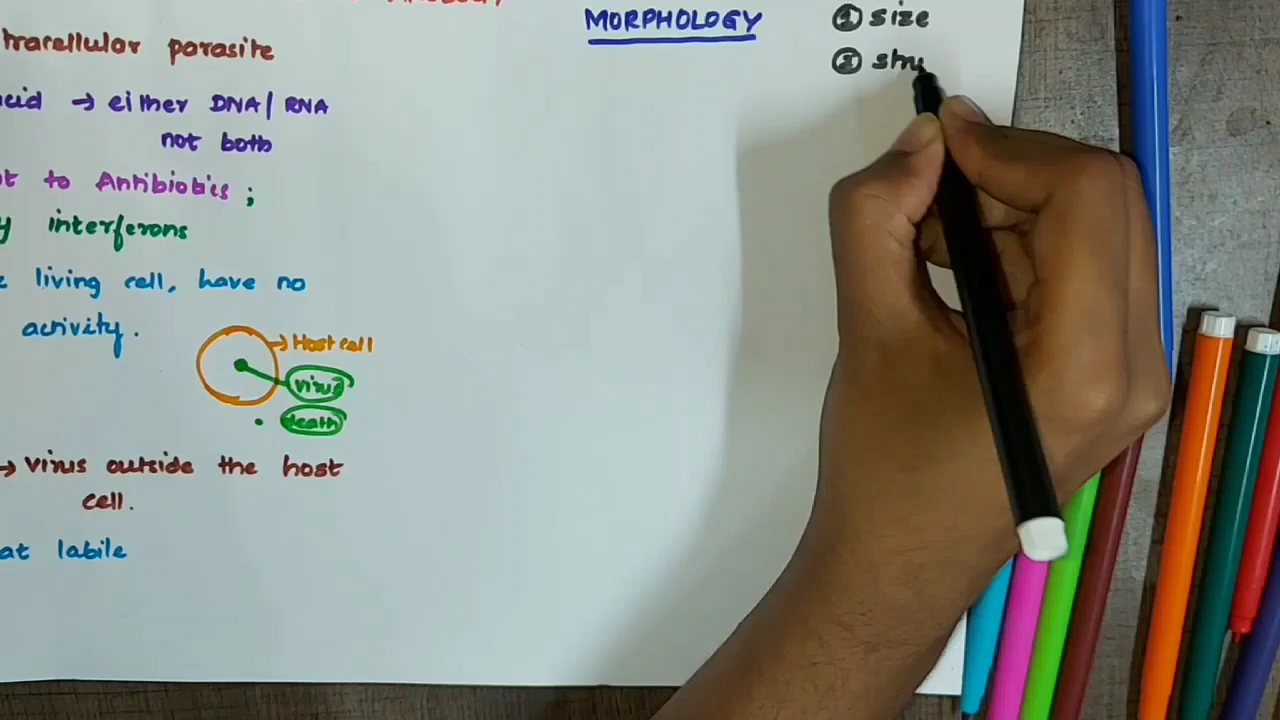 tracellular parasite
cid → either DNA/ RNA
not both
t to Antibiotics ;
y interferons
living cell, have no
activity.
→ Host cell
virus
death
→ virus outside the host
cell.
at labile
MORPHOLOGY
① size
② stru